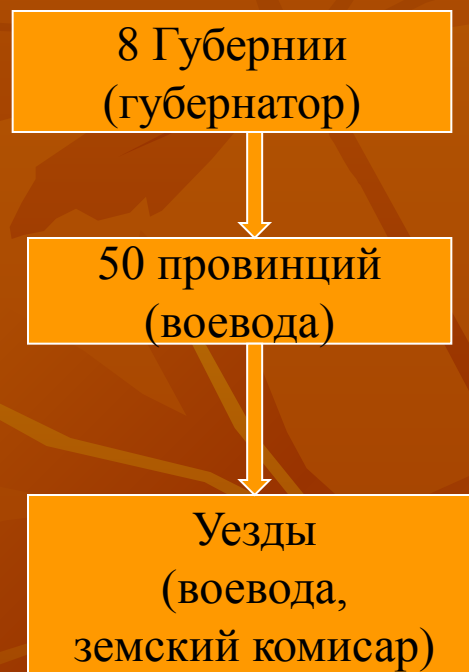 8 Губернии
(губернатор)
50 провинций
(воевода)
Уезды
(воевода,
земский комисар)